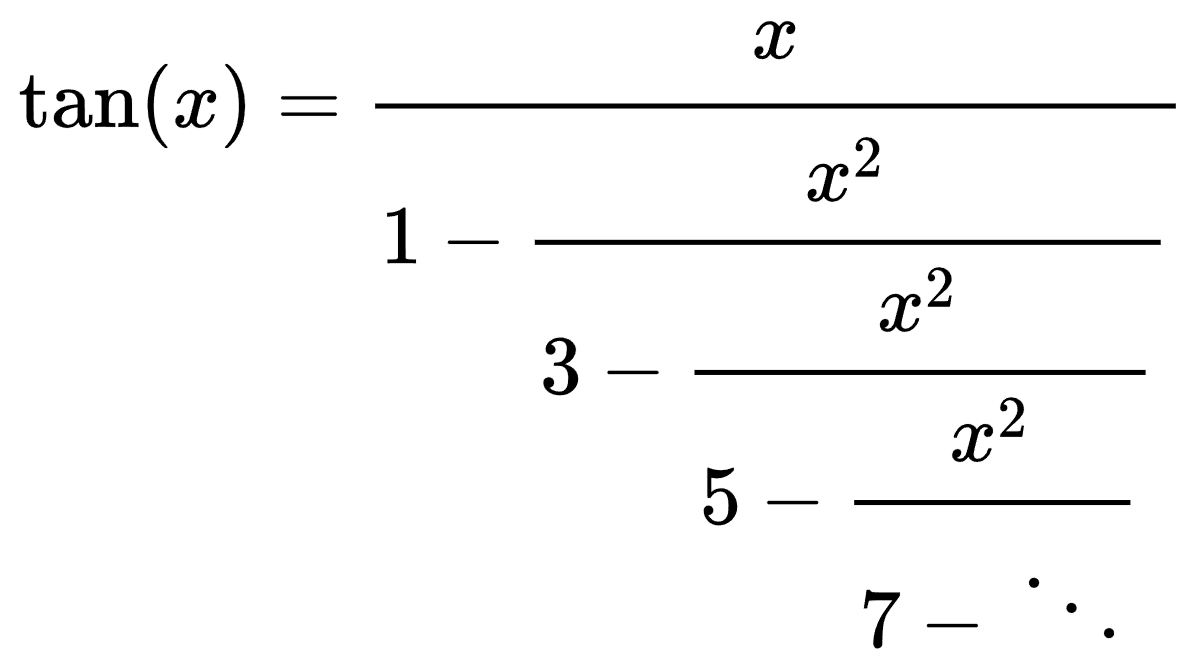 tan(x) = x
x²
1 −
x²
3 −
x²
5 −
7 − ⋱